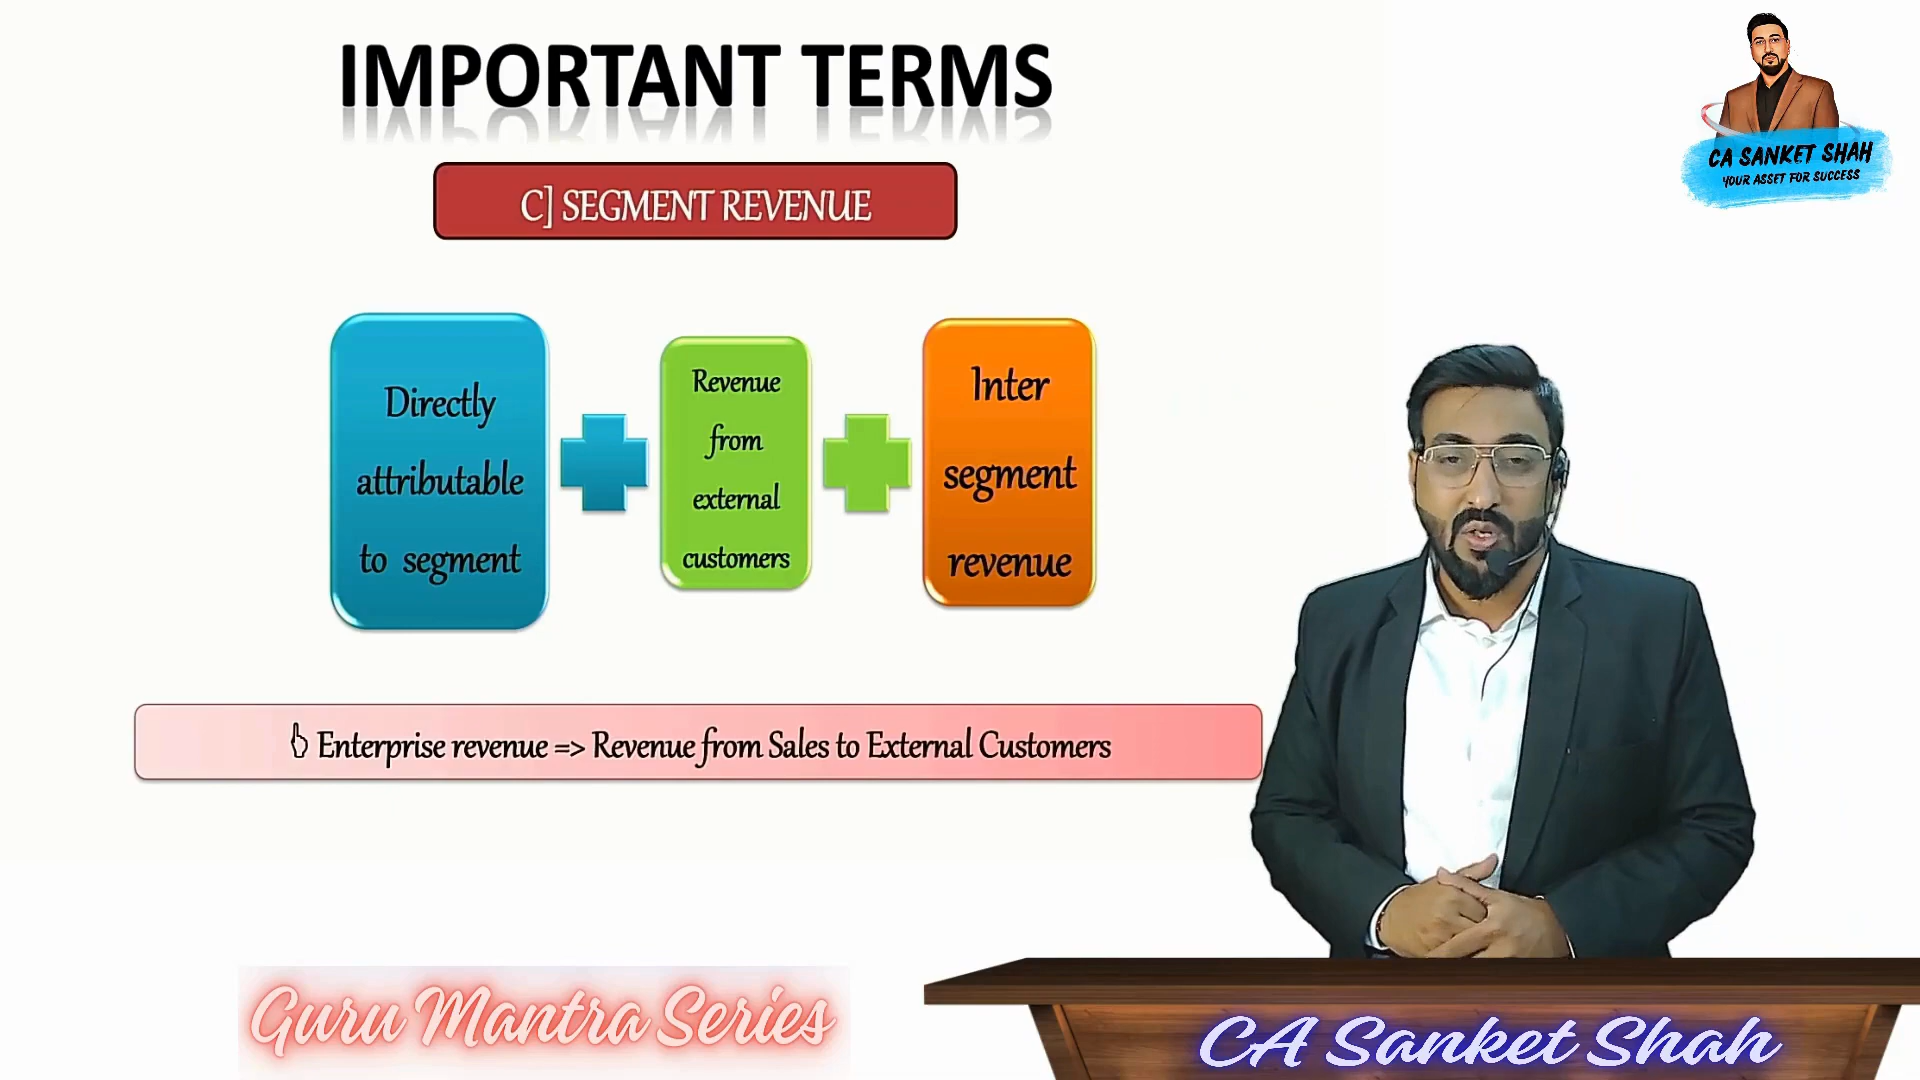 IMPORTANT TERMS
CA SANKET SHAH
YOUR ASSET FOR SUCCESS
C] SEGMENT REVENUE
Directly
attributable
to segment
Revenue
from
external
customers
Inter
segment
revenue
👆 Enterprise revenue => Revenue from Sales to External Customers
Guru Mantra Series
CA Sanket Shah